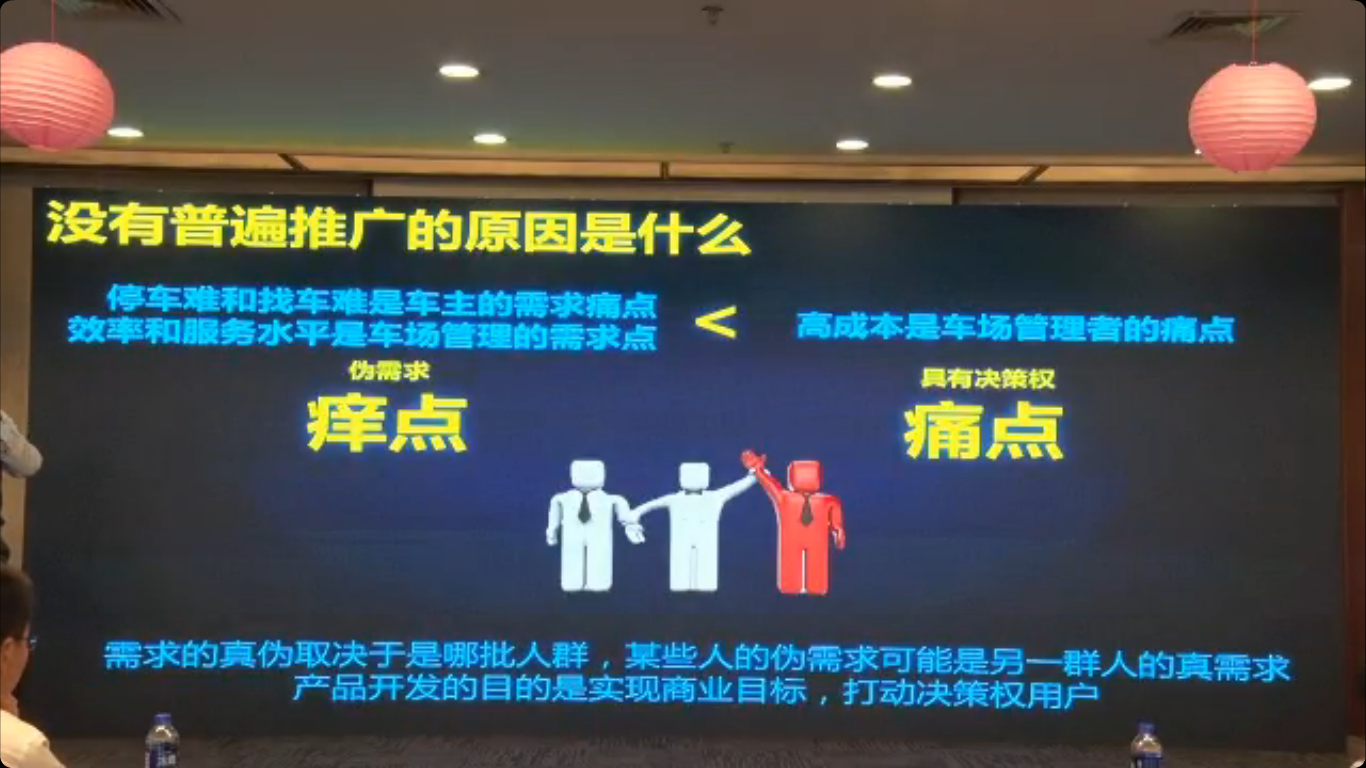 没有普遍推广的原因是什么
停车难和找车难是车主的需求痛点
效率和服务水平是车场管理的需求点
<
高成本是车场管理者的痛点
伪需求
痒点
具有决策权
痛点
需求的真伪取决于是哪批人群，某些人的伪需求可能是另一群人的真需求
产品开发的目的是实现商业目标，打动决策权用户